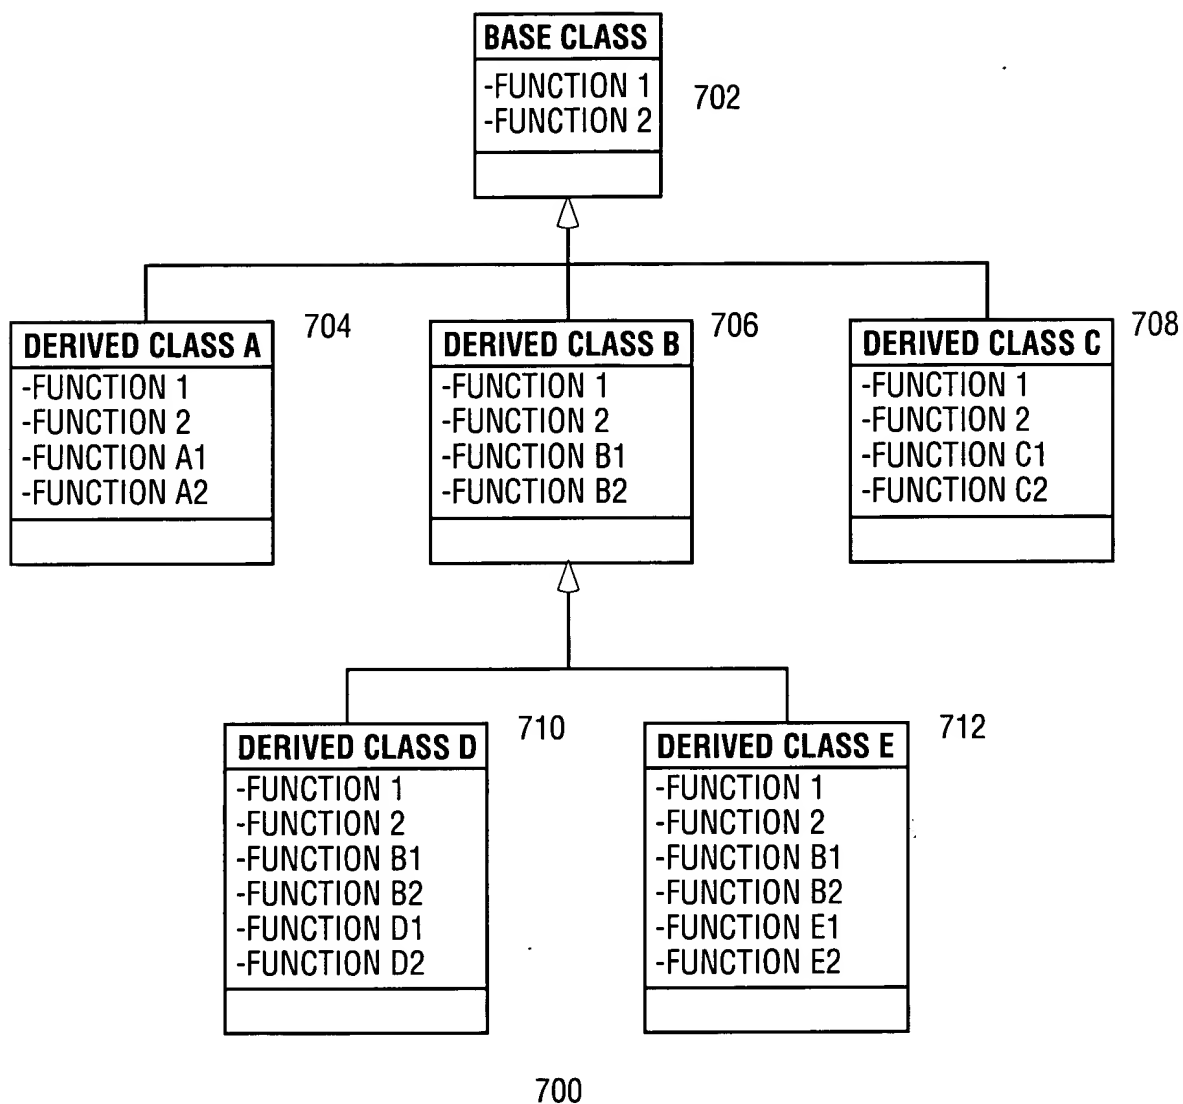 BASE CLASS
-FUNCTION 1
-FUNCTION 2
702
704
706
708
DERIVED CLASS A
-FUNCTION 1
-FUNCTION 2
-FUNCTION A1
-FUNCTION A2
DERIVED CLASS B
-FUNCTION 1
-FUNCTION 2
-FUNCTION B1
-FUNCTION B2
DERIVED CLASS C
-FUNCTION 1
-FUNCTION 2
-FUNCTION C1
-FUNCTION C2
710
712
DERIVED CLASS D
-FUNCTION 1
-FUNCTION 2
-FUNCTION B1
-FUNCTION B2
-FUNCTION D1
-FUNCTION D2
DERIVED CLASS E
-FUNCTION 1
-FUNCTION 2
-FUNCTION B1
-FUNCTION B2
-FUNCTION E1
-FUNCTION E2
700